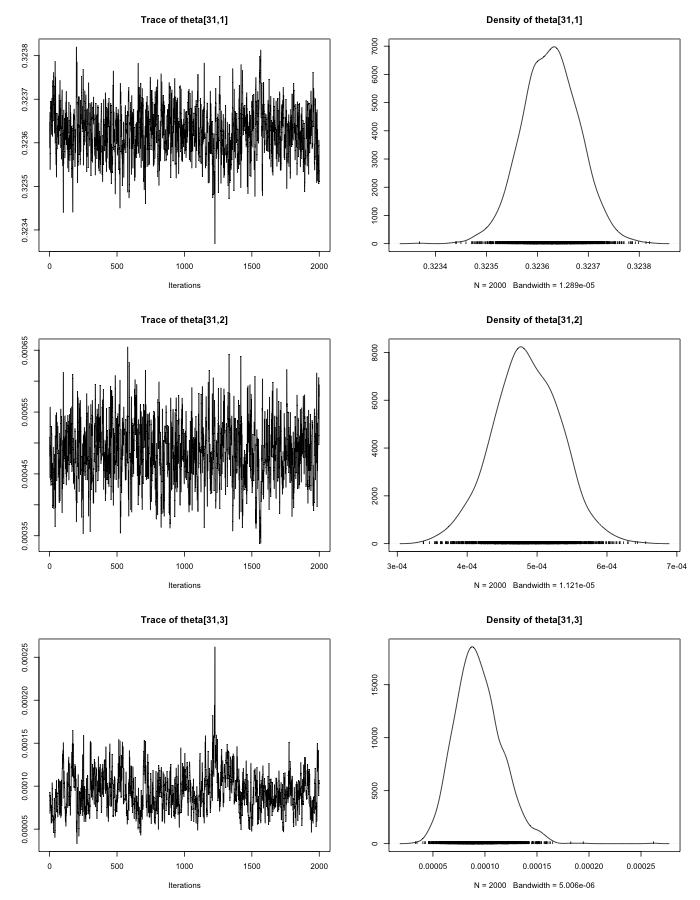 Trace of theta[31,1]
0.3234 0.3235 0.3236 0.3237 0.3238
0 500 1000 1500 2000
Iterations
Density of theta[31,1]
0 1000 2000 3000 4000 5000 6000 7000
0.3234 0.3235 0.3236 0.3237 0.3238
N = 2000 Bandwidth = 1.289e-05
Trace of theta[31,2]
0.00035 0.00045 0.00055 0.00065
0 500 1000 1500 2000
Iterations
Density of theta[31,2]
0 2000 4000 6000 8000
3e-04 4e-04 5e-04 6e-04 7e-04
N = 2000 Bandwidth = 1.121e-05
Trace of theta[31,3]
0.00005 0.00010 0.00015 0.00020 0.00025
0 500 1000 1500 2000
Iterations
Density of theta[31,3]
0 5000 10000 15000
0.00005 0.00010 0.00015 0.00020 0.00025
N = 2000 Bandwidth = 5.006e-06